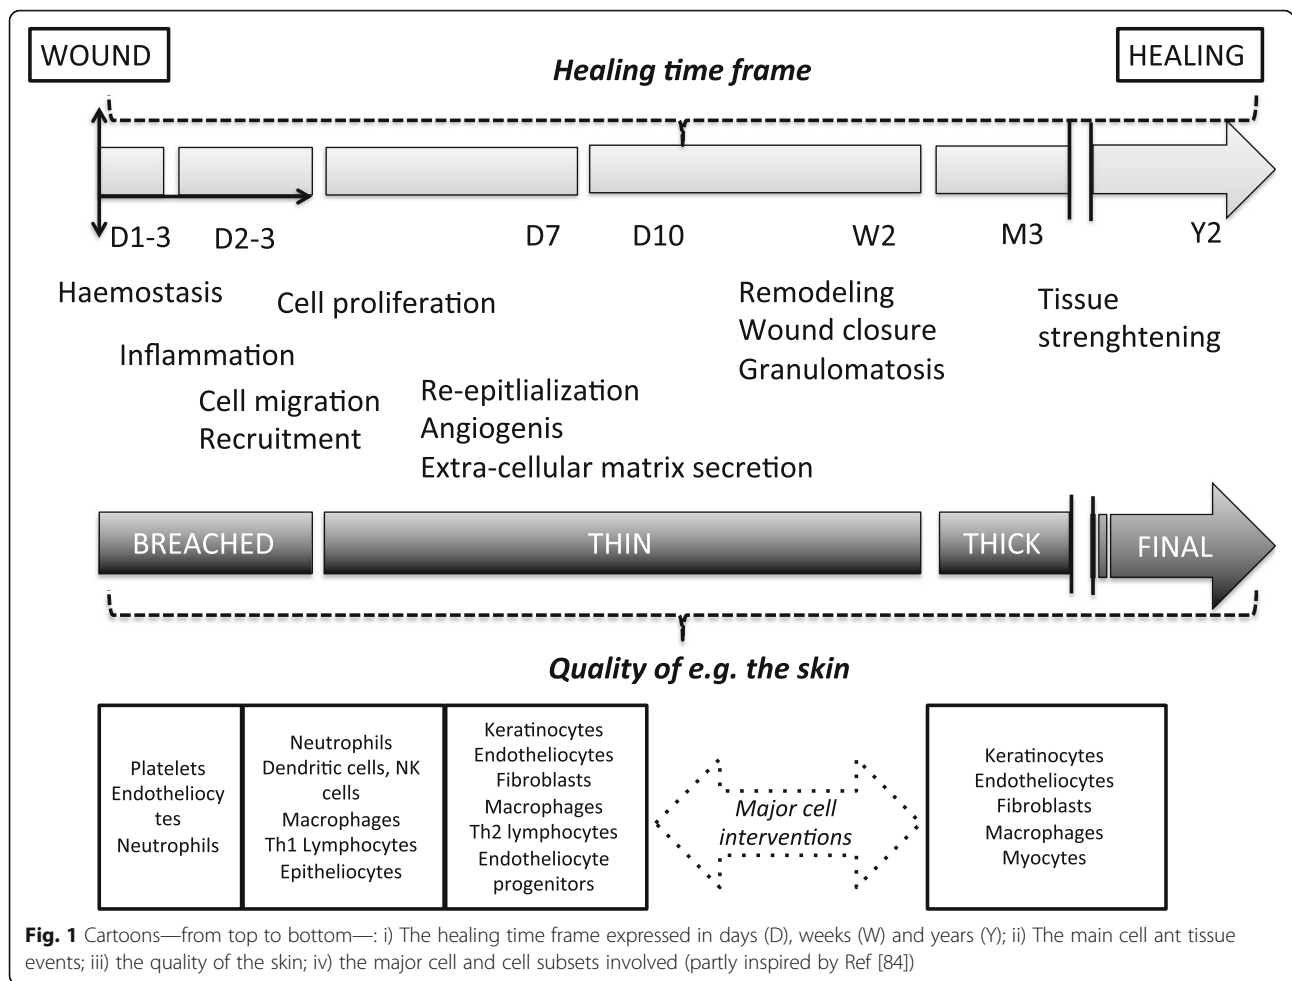 WOUND
HEALING
Healing time frame
D1-3
D2-3
D7
D10
W2
M3
Y2
Haemostasis
Cell proliferation
Inflammation
Cell migration
Recruitment
Re-epitlialization
Angiogenis
Extra-cellular matrix secretion
Remodeling
Wound closure
Granulomatosis
Tissue
strenghtening
BREACHED
THIN
THICK
FINAL
Quality of e.g. the skin
Platelets
Endotheliocy
tes
Neutrophils
Neutrophils
Dendritic cells, NK
cells
Macrophages
Th1 Lymphocytes
Epitheliocytes
Keratinocytes
Endotheliocytes
Fibroblasts
Macrophages
Th2 lymphocytes
Endotheliocyte
progenitors
Major cell
interventions
Keratinocytes
Endotheliocytes
Fibroblasts
Macrophages
Myocytes
Fig. 1 Cartoons—from top to bottom—: i) The healing time frame expressed in days (D), weeks (W) and years (Y); ii) The main cell ant tissue
events; iii) the quality of the skin; iv) the major cell and cell subsets involved (partly inspired by Ref [84])